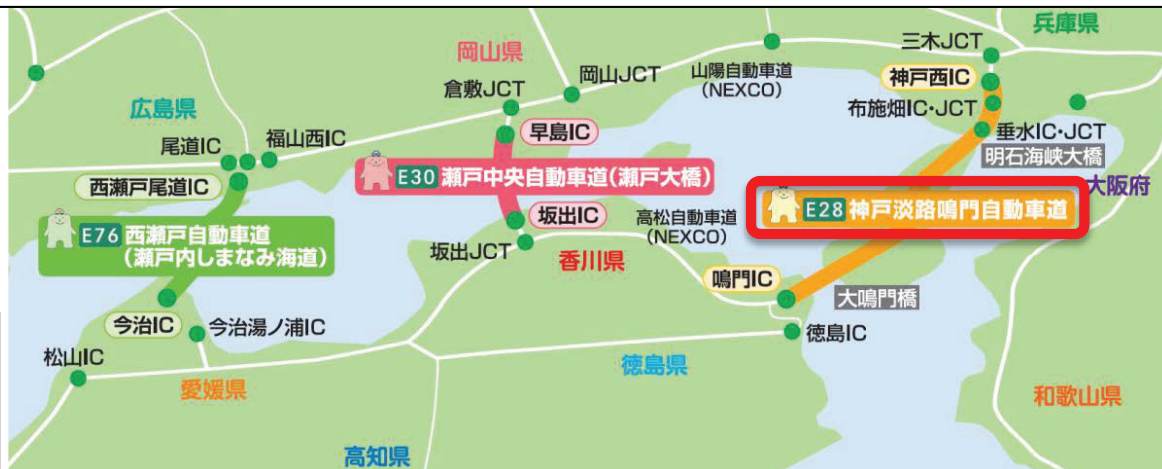 兵庫県
岡山県
三木JCT
倉敷JCT
岡山JCT
山陽自動車道
(NEXCO)
神戸西IC
広島県
布施畑IC・JCT
尾道IC
福山西IC
早島IC
垂水IC・JCT
明石海峡大橋
西瀬戸尾道IC
E30 瀬戸中央自動車道(瀬戸大橋)
大阪府
E28 神戸淡路鳴門自動車道
坂出IC
高松自動車道
(NEXCO)
E76 西瀬戸自動車道
(瀬戸内しまなみ海道)
坂出JCT
香川県
鳴門IC
大鳴門橋
今治IC
今治湯ノ浦IC
徳島IC
松山IC
徳島県
愛媛県
和歌山県
高知県